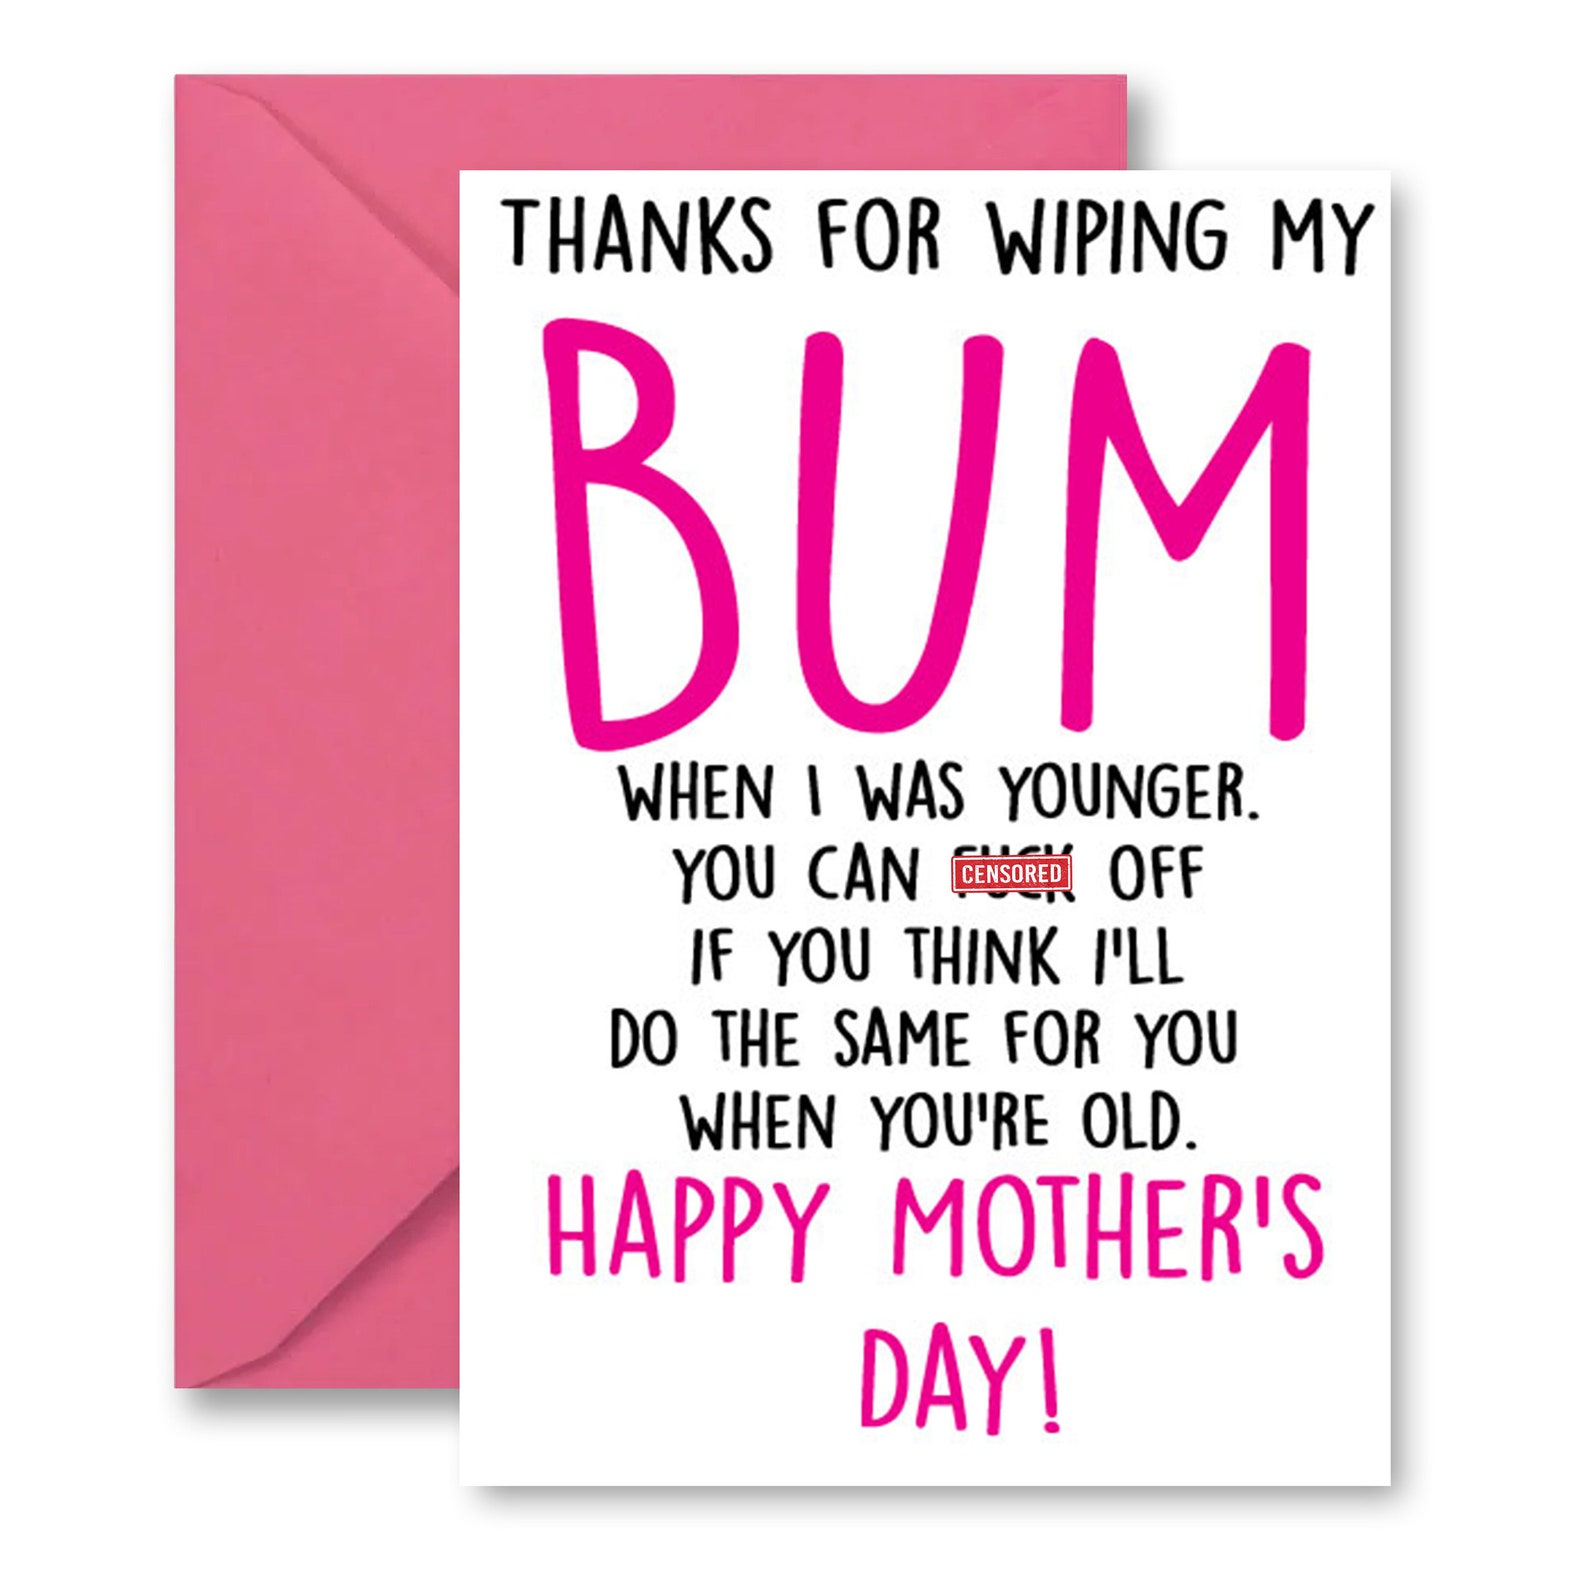 THANKS FOR WIPING MY
BUM
WHEN I WAS YOUNGER.
YOU CAN CENSORED OFF
IF YOU THINK I'LL
DO THE SAME FOR YOU
WHEN YOU'RE OLD.
HAPPY MOTHER'S
DAY!